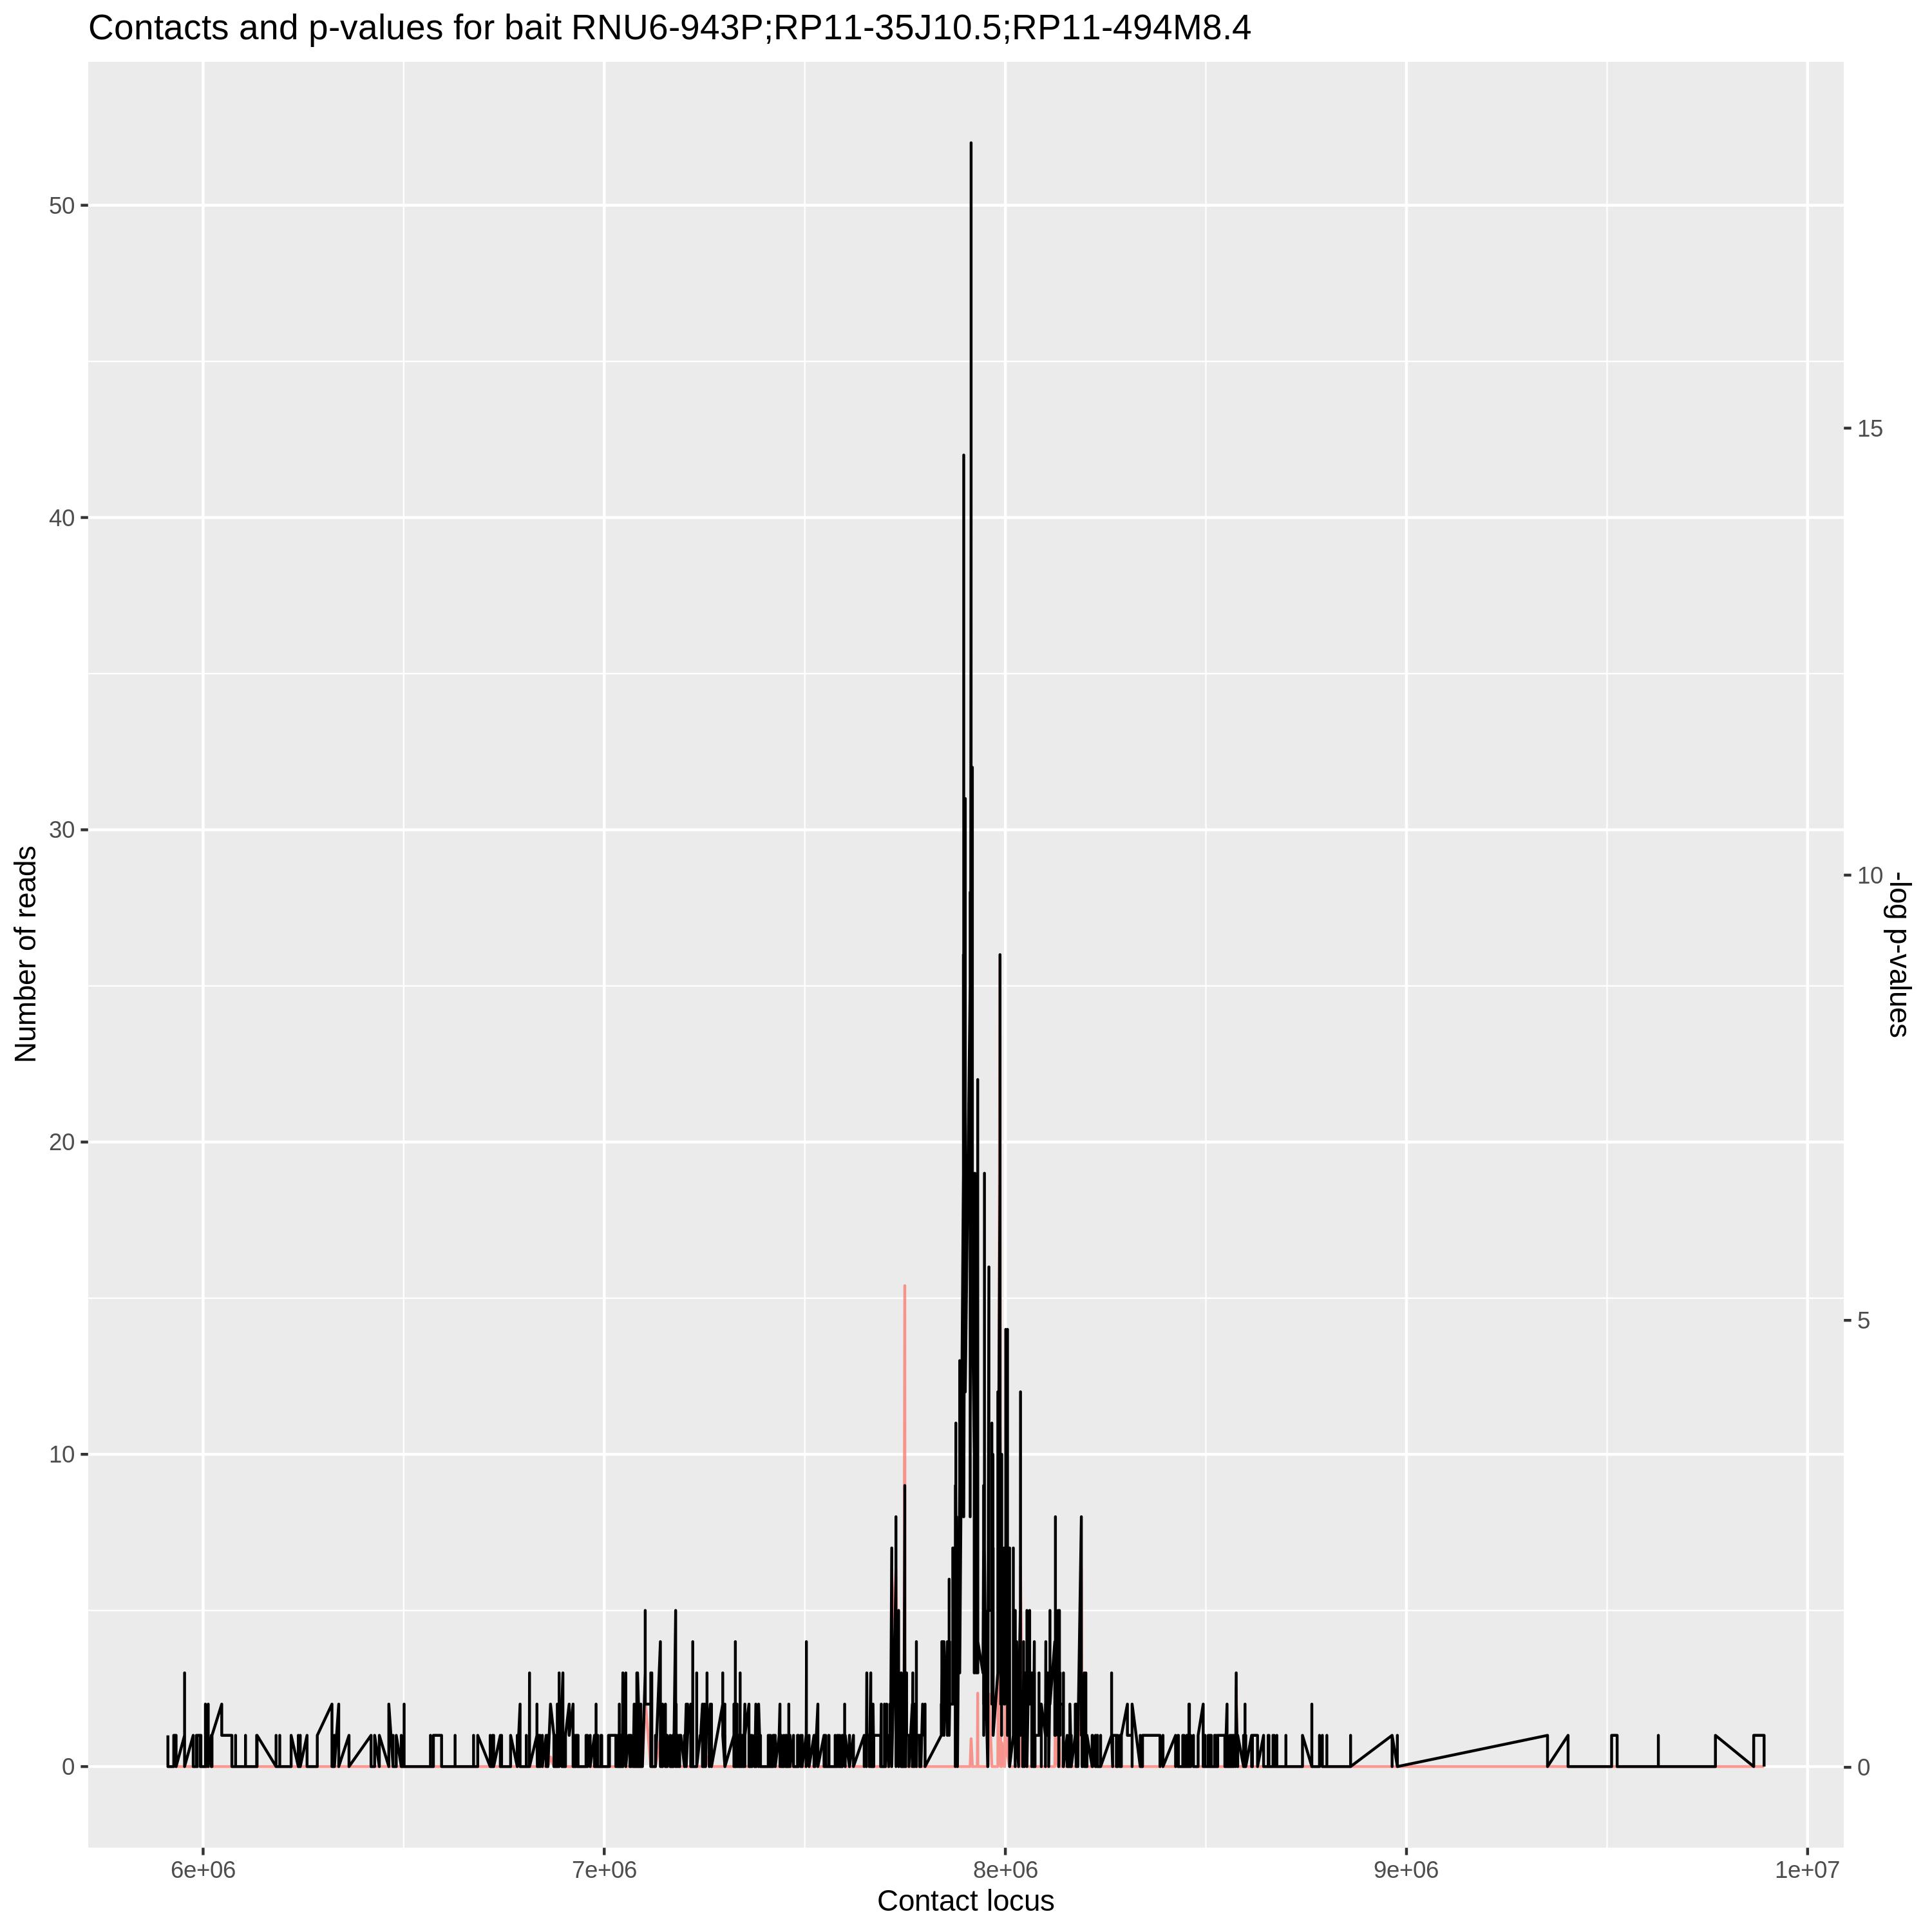 Contacts and p-values for bait RNU6-943P;RP11-35J10.5;RP11-494M8.4
50
40
30
20
10
0
Number of reads
15
10
5
0
-log p-values
6e+06
7e+06
8e+06
9e+06
1e+07
Contact locus